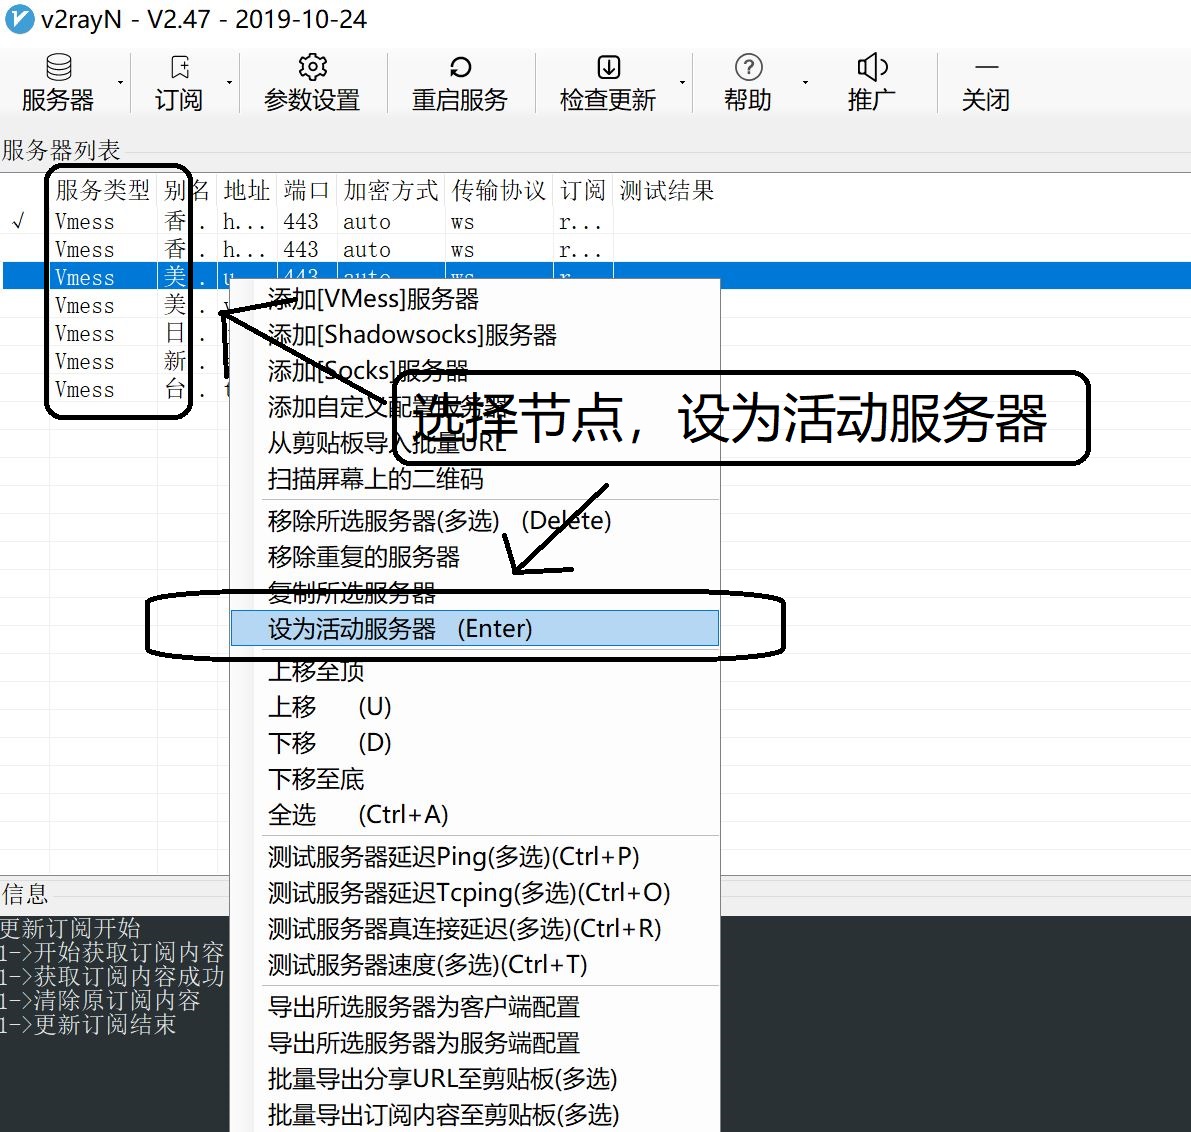 v2rayN - V2.47 - 2019-10-24
服务器 订阅 参数设置 重启服务 检查更新 帮助 推广 关闭
服务器列表
服务类型 别名 地址 端口 加密方式 传输协议 订阅 测试结果
√ Vmess 香. h... 443 auto ws r...
Vmess 香. h... 443 auto ws r...
Vmess 美. u 443 auto ws r
Vmess 美.
Vmess 日.
Vmess 新.
Vmess 台. t
添加[VMess]服务器
添加[Shadowsocks]服务器
添加[Socks]服务器
添加自定义配置服务器
选择节点，设为活动服务器
从剪贴板导入批量URL
扫描屏幕上的二维码
移除所选服务器(多选) (Delete)
移除重复的服务器
复制所选服务器
设为活动服务器 (Enter)
上移至顶
上移 (U)
下移 (D)
下移至底
全选 (Ctrl+A)
测试服务器延迟Ping(多选)(Ctrl+P)
测试服务器延迟Tcping(多选)(Ctrl+O)
测试服务器真连接延迟(多选)(Ctrl+R)
测试服务器速度(多选)(Ctrl+T)
导出所选服务器为客户端配置
导出所选服务器为服务端配置
批量导出分享URL至剪贴板(多选)
批量导出订阅内容至剪贴板(多选)
信息
更新订阅开始
1->开始获取订阅内容
1->获取订阅内容成功
1->清除原订阅内容
1->更新订阅结束